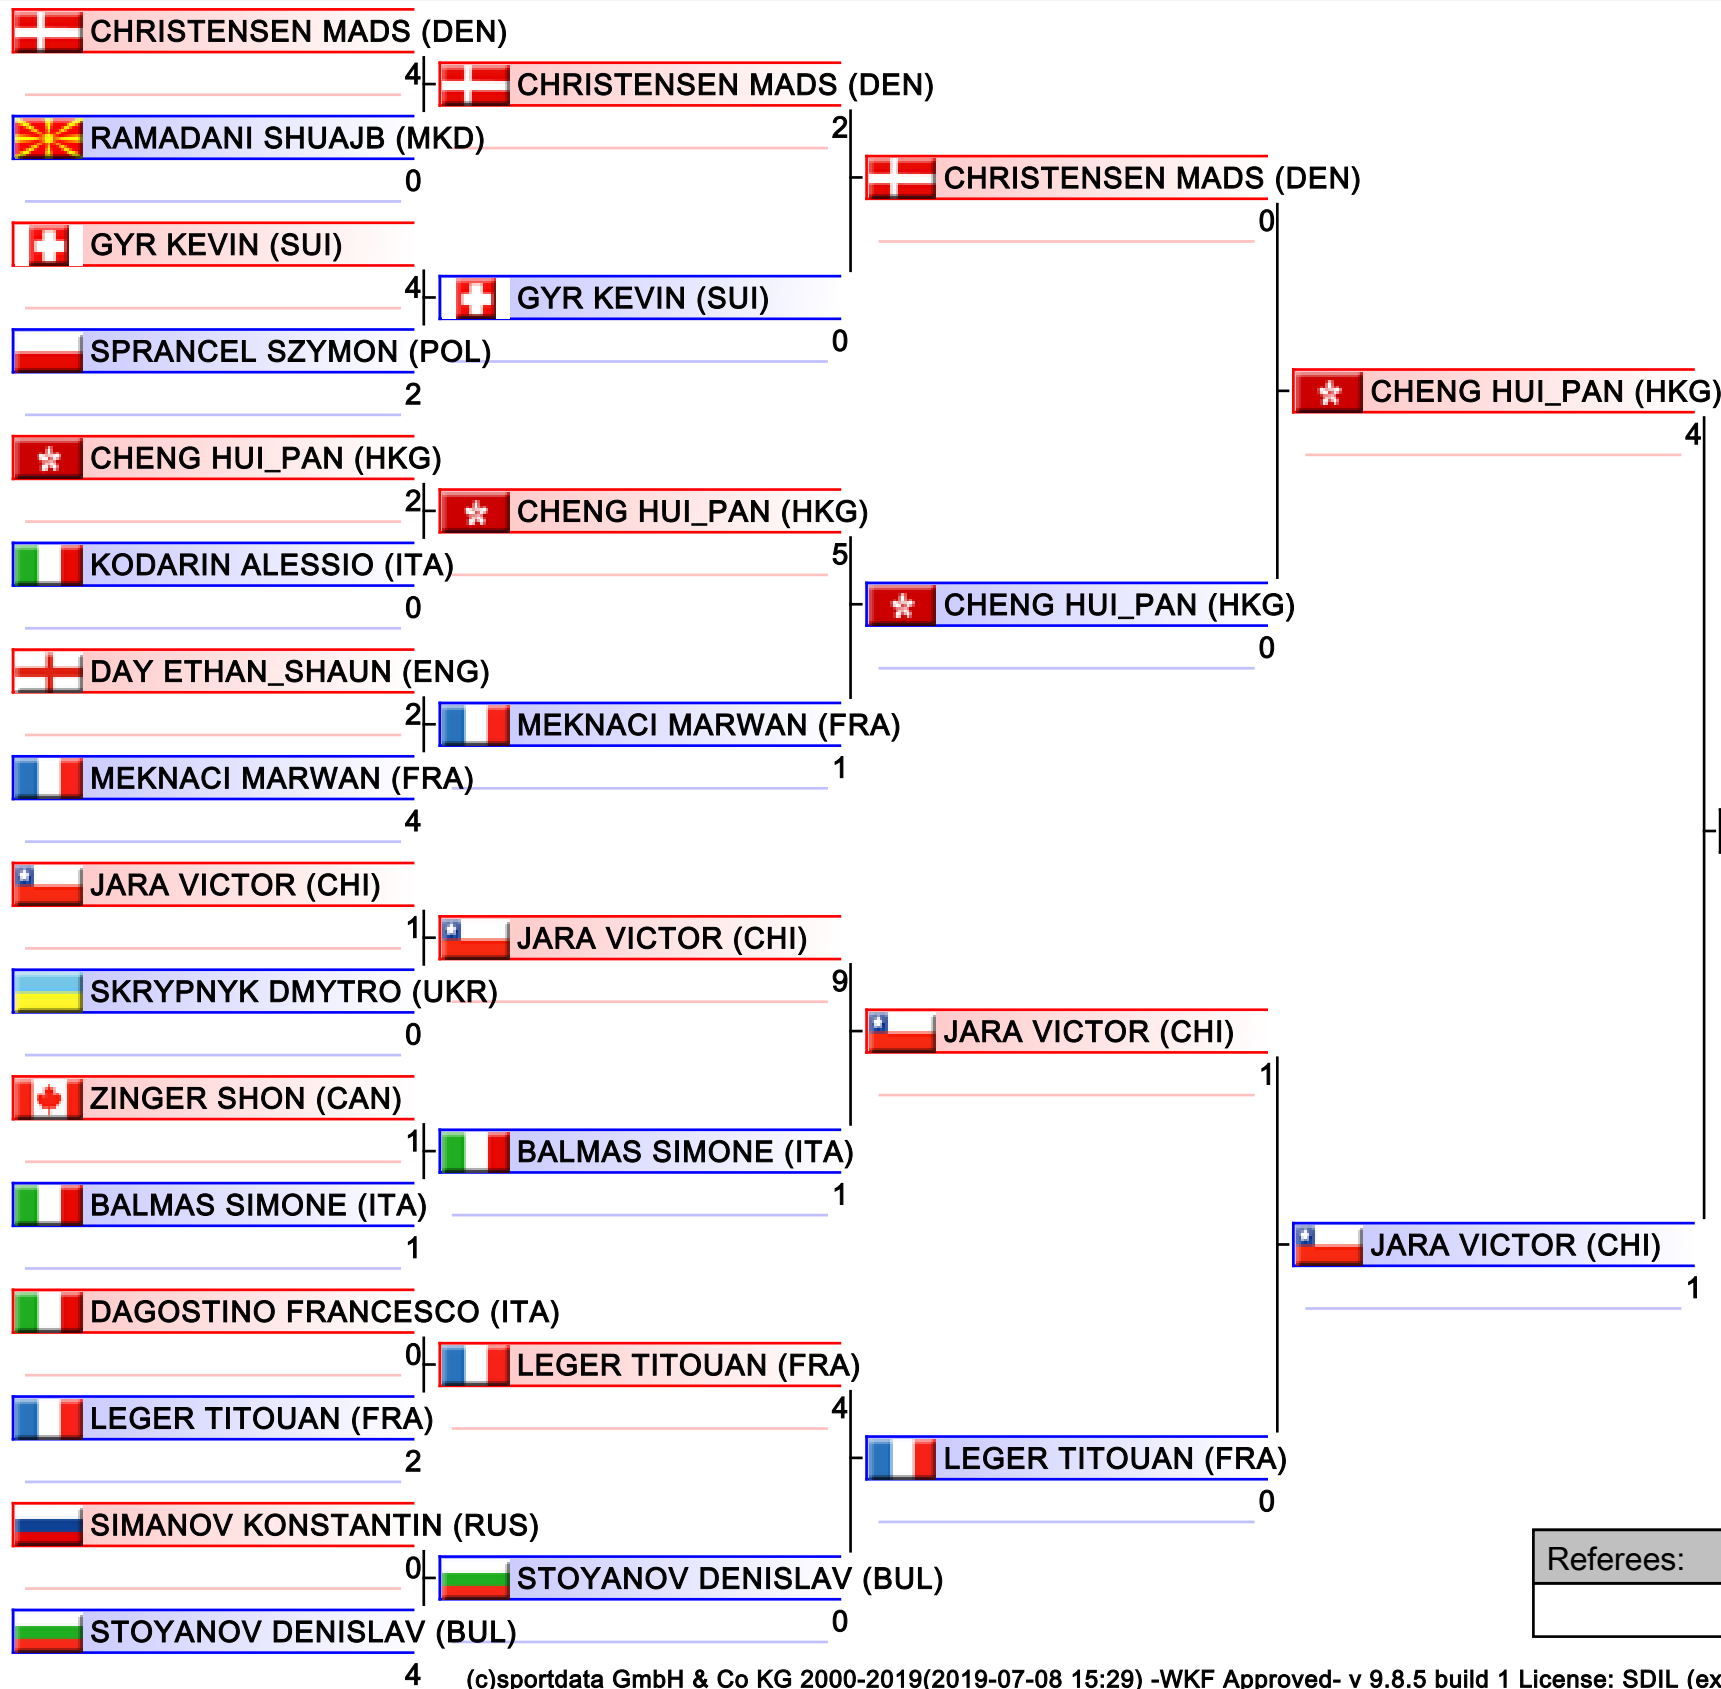 CHRISTENSEN MADS (DEN)
4
RAMADANI SHUAJB (MKD)
0
GYR KEVIN (SUI)
4
SPRANCEL SZYMON (POL)
2
CHENG HUI_PAN (HKG)
2
KODARIN ALESSIO (ITA)
0
DAY ETHAN_SHAUN (ENG)
2
MEKNACI MARWAN (FRA)
4
JARA VICTOR (CHI)
1
SKRYPNYK DMYTRO (UKR)
0
ZINGER SHON (CAN)
1
BALMAS SIMONE (ITA)
1
DAGOSTINO FRANCESCO (ITA)
0
LEGER TITOUAN (FRA)
2
SIMANOV KONSTANTIN (RUS)
0
STOYANOV DENISLAV (BUL)
4
CHRISTENSEN MADS (DEN)
2
GYR KEVIN (SUI)
0
CHENG HUI_PAN (HKG)
5
MEKNACI MARWAN (FRA)
1
JARA VICTOR (CHI)
9
BALMAS SIMONE (ITA)
1
LEGER TITOUAN (FRA)
4
STOYANOV DENISLAV (BUL)
0
CHRISTENSEN MADS (DEN)
0
CHENG HUI_PAN (HKG)
0
JARA VICTOR (CHI)
1
LEGER TITOUAN (FRA)
0
CHENG HUI_PAN (HKG)
4
JARA VICTOR (CHI)
1
Referees:
(c)sportdata GmbH & Co KG 2000-2019(2019-07-08 15:29) -WKF Approved- v 9.8.5 build 1 License: SDIL (ex